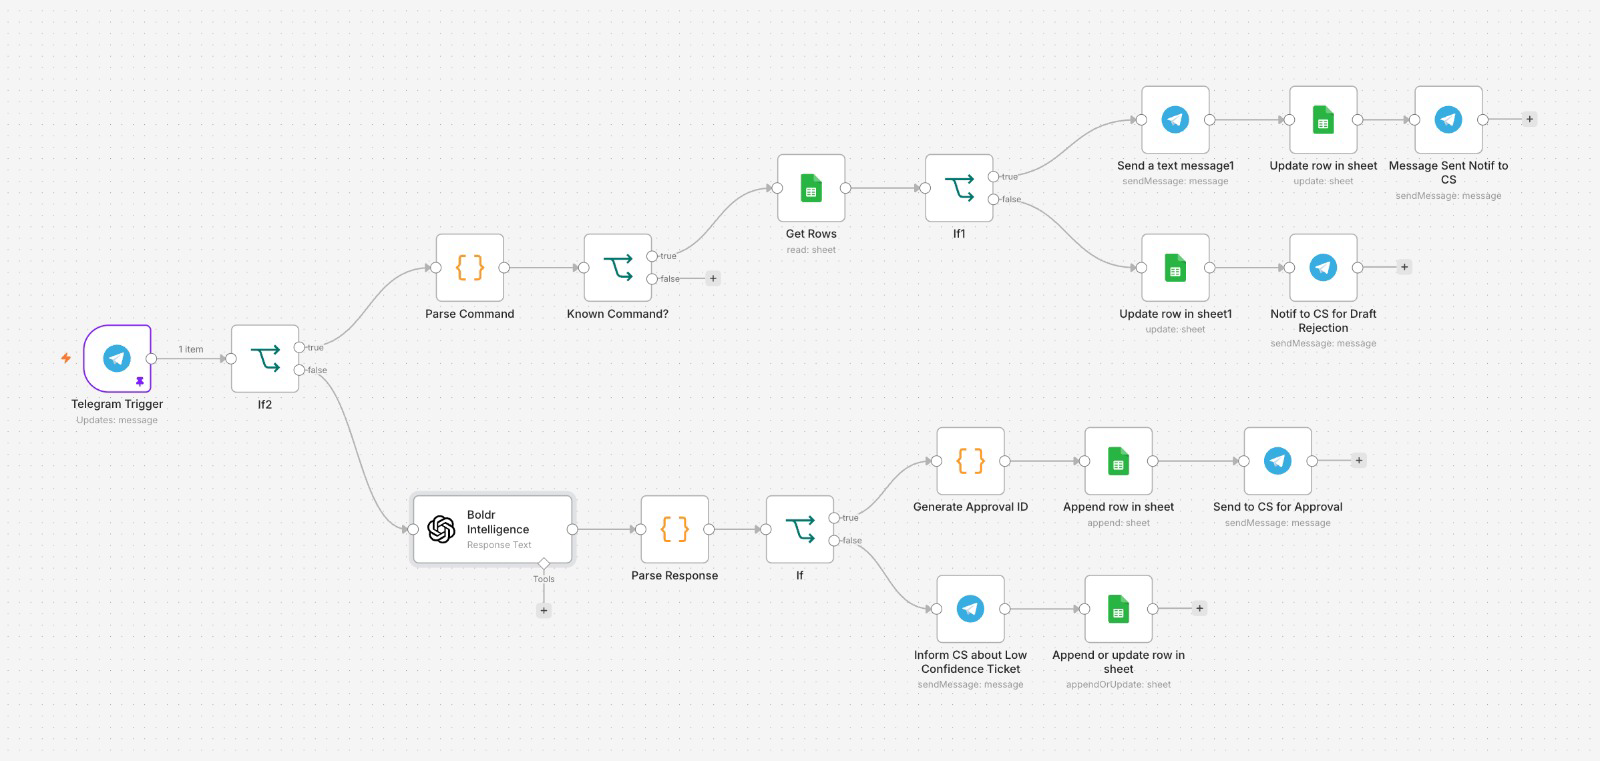 Send a text message1
sendMessage: message
Update row in sheet
update: sheet
Message Sent Notif to
CS
sendMessage: message
true
false
Get Rows
read: sheet
If1
true
false
Parse Command
Known Command?
Update row in sheet1
update: sheet
Notif to CS for Draft
Rejection
sendMessage: message
1 item
true
false
Telegram Trigger
Updates: message
If2
Boldr
Intelligence
Response Text
Tools
Parse Response
true
false
If
Generate Approval ID
Append row in sheet
append: sheet
Send to CS for Approval
sendMessage: message
Inform CS about Low
Confidence Ticket
sendMessage: message
Append or update row in
sheet
appendOrUpdate: sheet